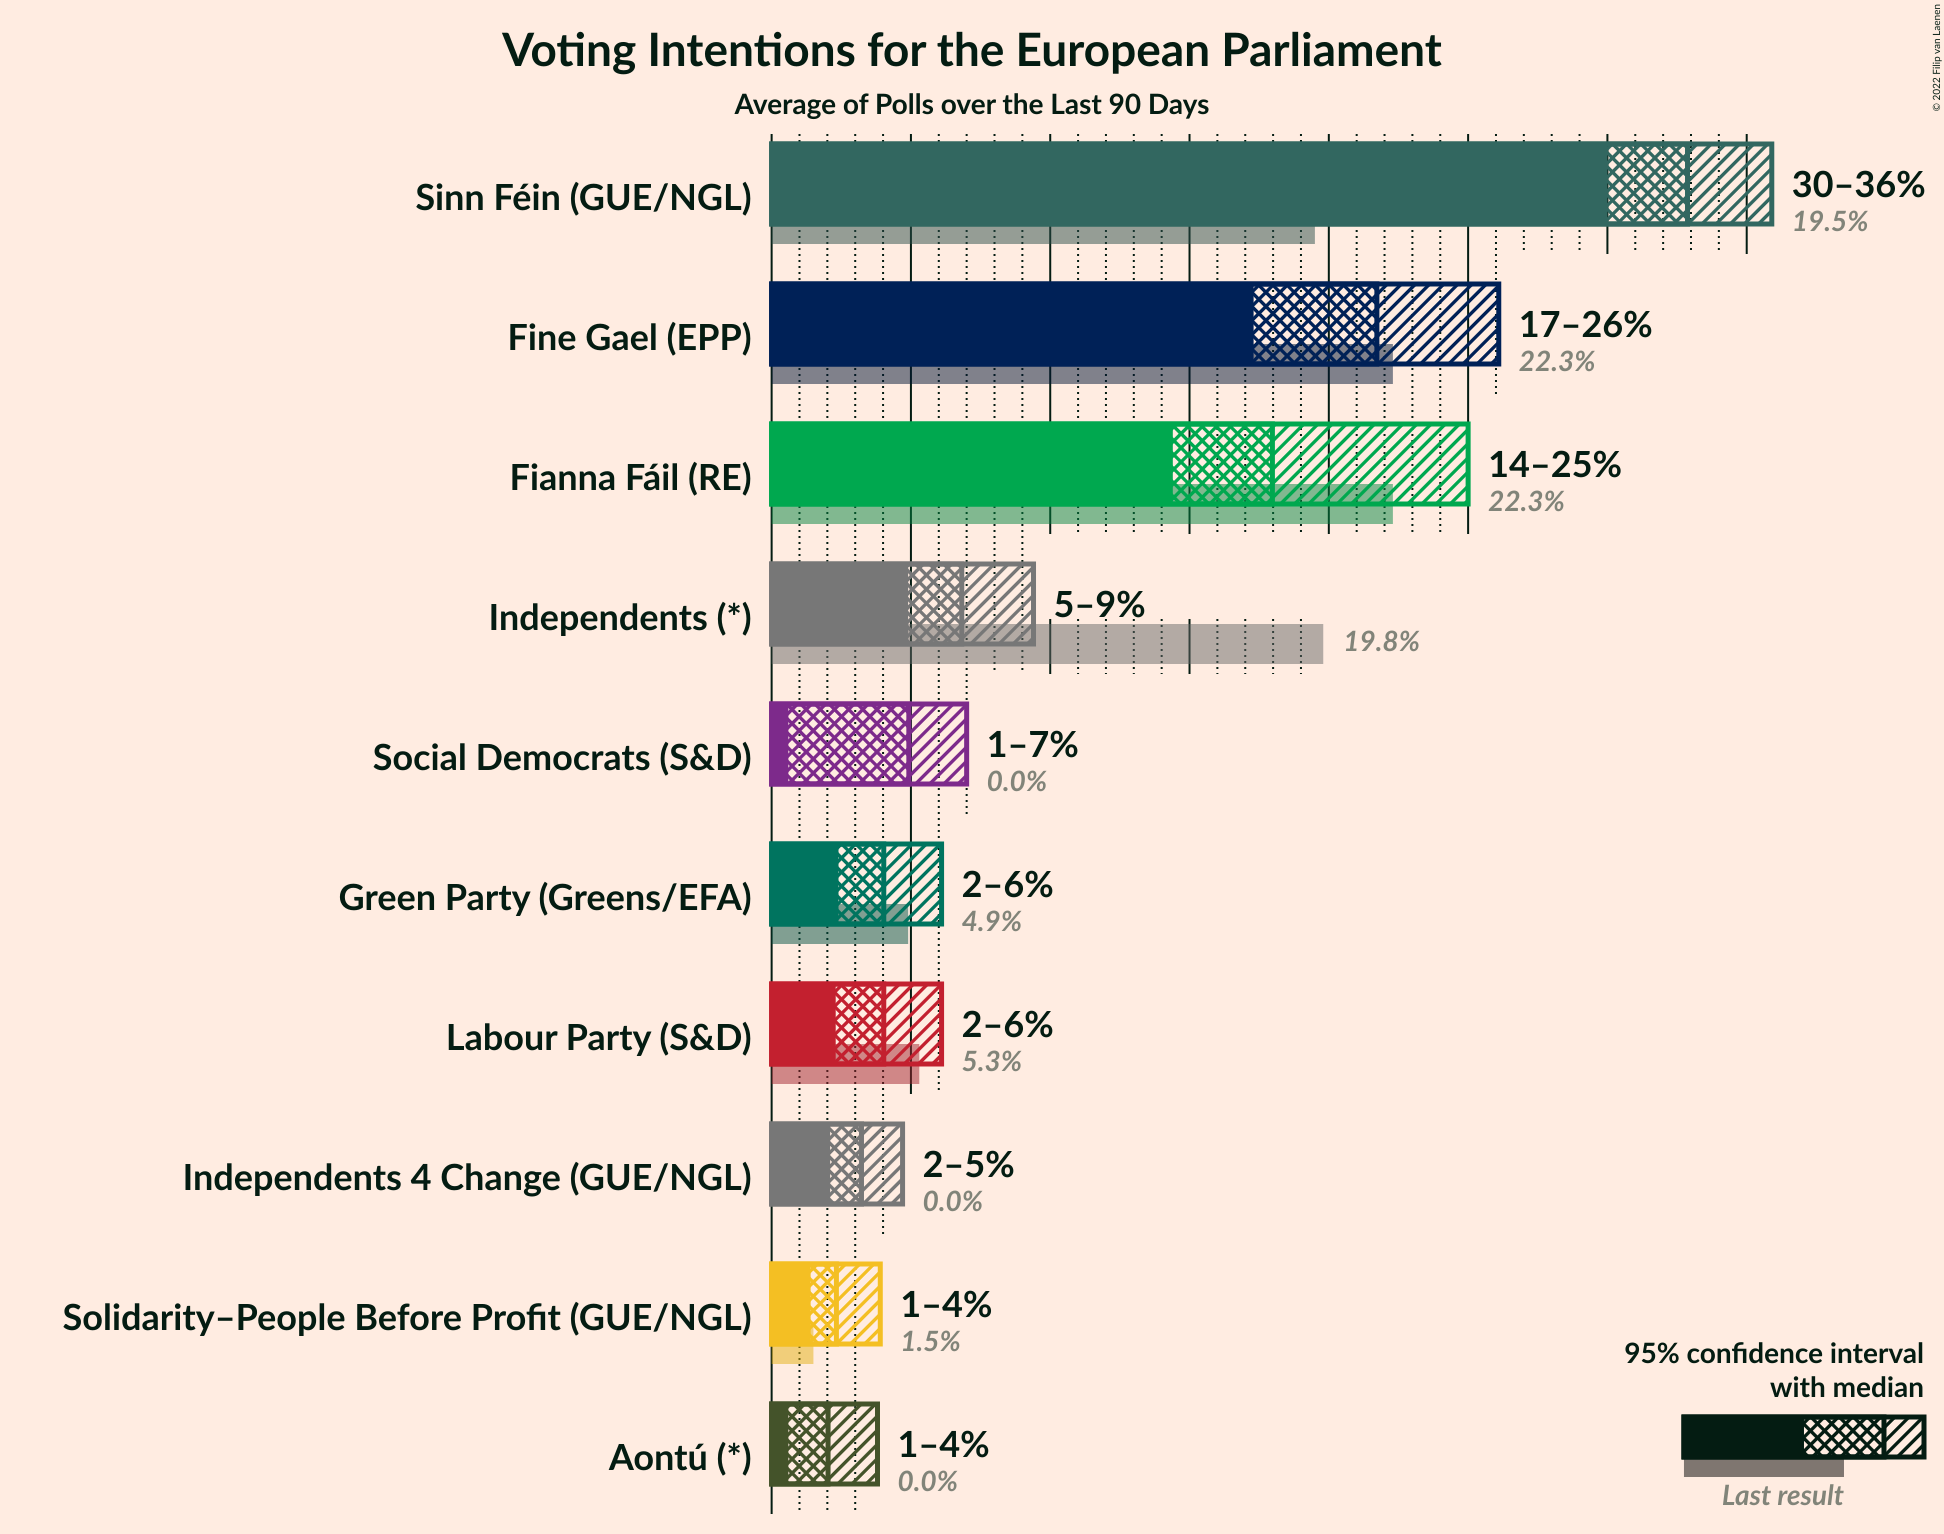 Voting Intentions for the European Parliament
Average of Polls over the Last 90 Days
© 2022 Filip van Laenen
Sinn Féin (GUE/NGL)
30–36%
19.5%
Fine Gael (EPP)
17–26%
22.3%
Fianna Fáil (RE)
14–25%
22.3%
Independents (*)
5–9%
19.8%
Social Democrats (S&D)
1–7%
0.0%
Green Party (Greens/EFA)
2–6%
4.9%
Labour Party (S&D)
2–6%
5.3%
Independents 4 Change (GUE/NGL)
2–5%
0.0%
Solidarity–People Before Profit (GUE/NGL)
1–4%
1.5%
Aontú (*)
1–4%
0.0%
95% confidence interval
with median
Last result